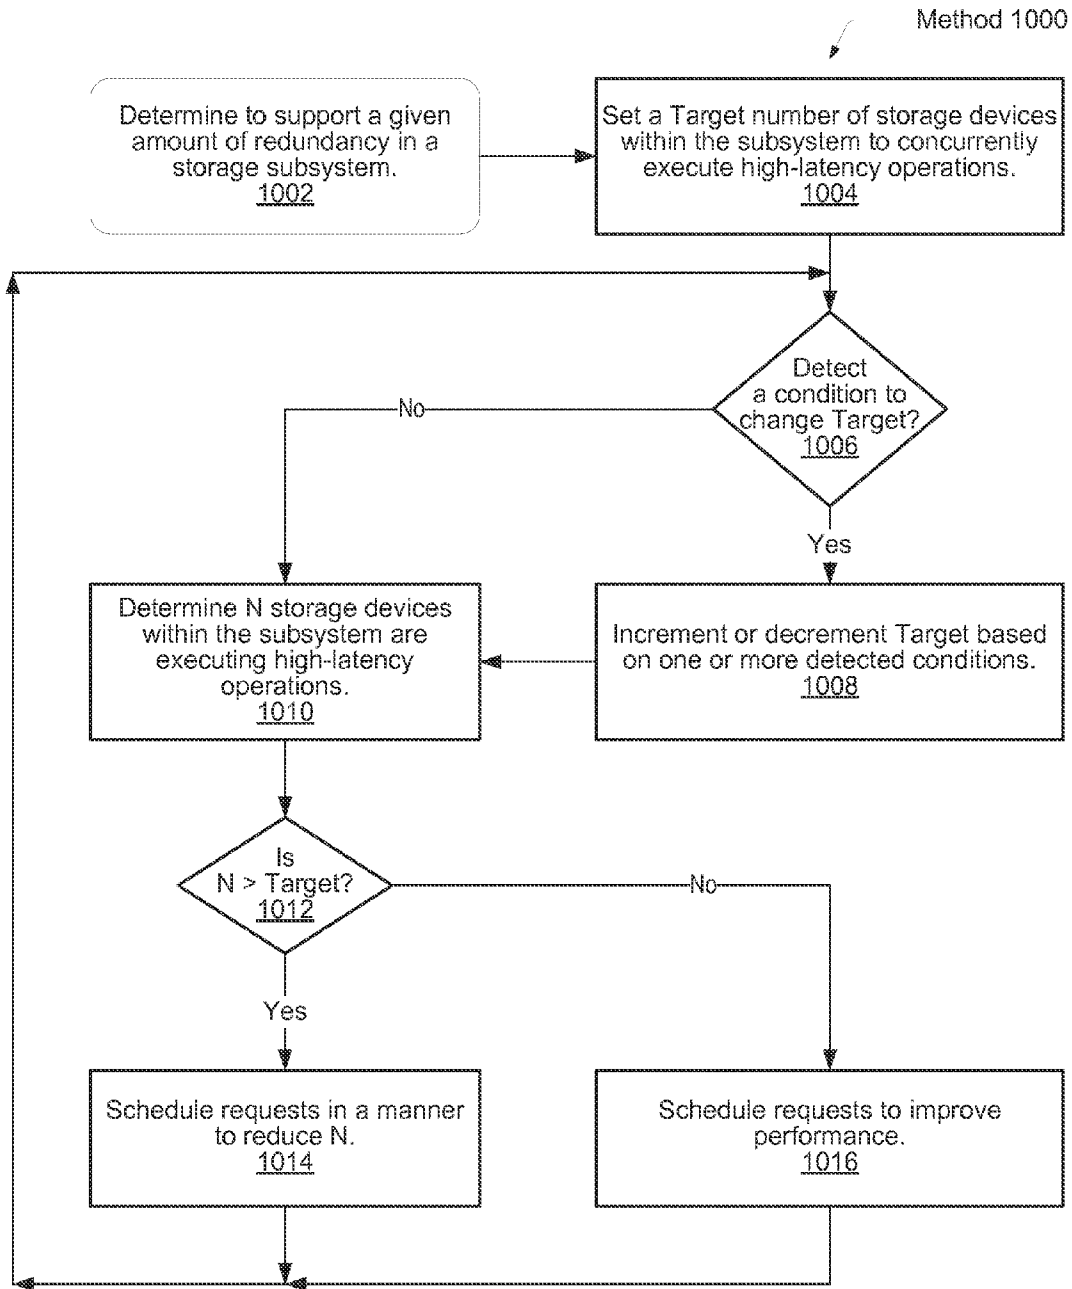 Method 1000
Determine to support a given
amount of redundancy in a
storage subsystem.
1002
Set a Target number of storage devices
within the subsystem to concurrently
execute high-latency operations.
1004
Detect
a condition to
change Target?
1006
No
Yes
Determine N storage devices
within the subsystem are
executing high-latency
operations.
1010
Increment or decrement Target based
on one or more detected conditions.
1008
Is
N > Target?
1012
No
Yes
Schedule requests in a manner
to reduce N.
1014
Schedule requests to improve
performance.
1016